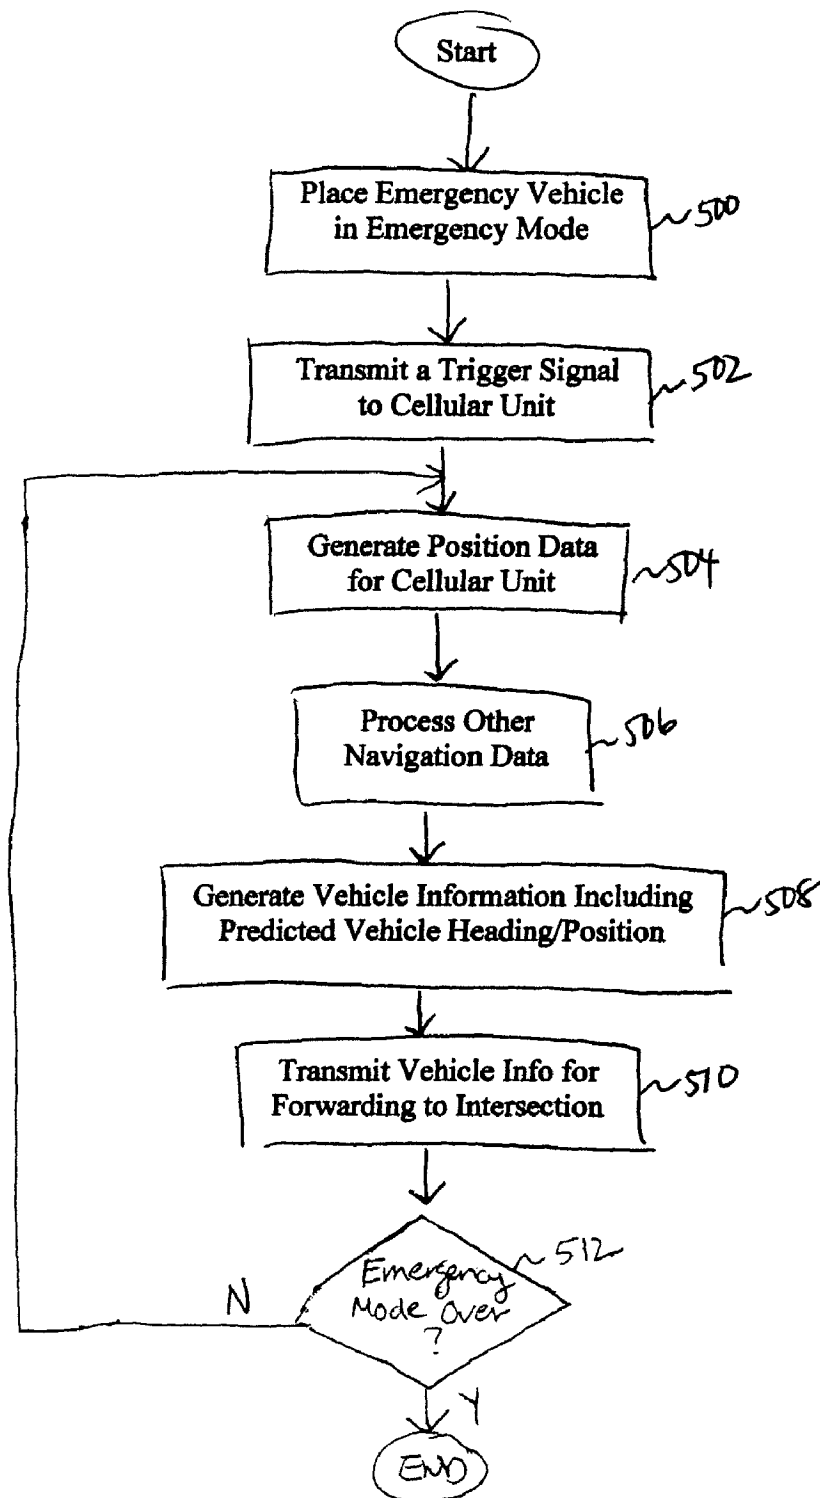 Start
Place Emergency Vehicle
in Emergency Mode
500
Transmit a Trigger Signal
to Cellular Unit
502
Generate Position Data
for Cellular Unit
504
Process Other
Navigation Data
506
Generate Vehicle Information Including
Predicted Vehicle Heading/Position
508
Transmit Vehicle Info for
Forwarding to Intersection
510
Emergency
Mode Over
?
512
N
Y
END